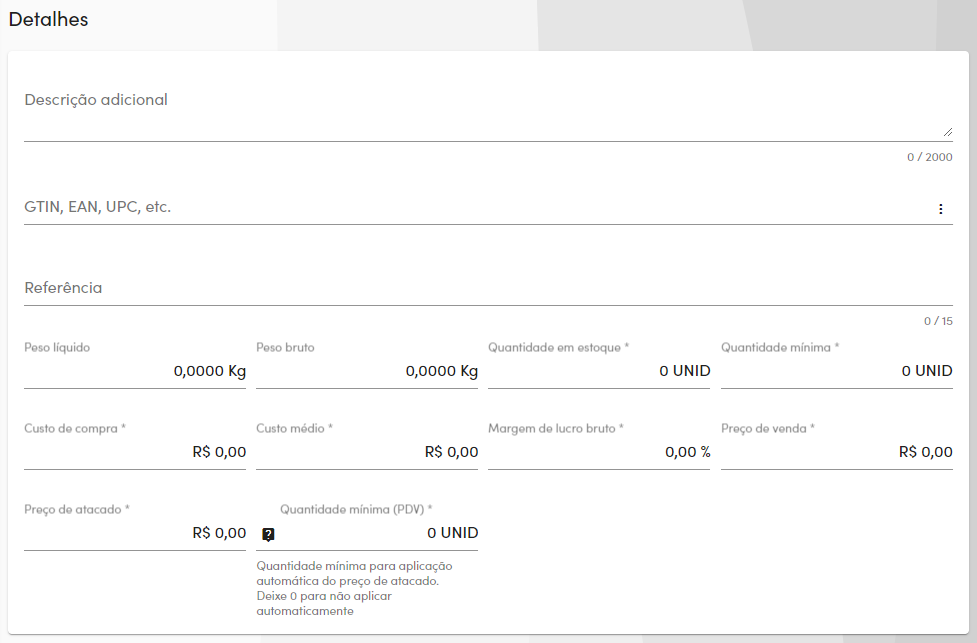 Detalhes
Descrição adicional
0 / 2000
GTIN, EAN, UPC, etc.
Referência
0 / 15
Peso líquido Peso bruto Quantidade em estoque * Quantidade mínima *
0,0000 Kg 0,0000 Kg 0 UNID 0 UNID
Custo de compra * Custo médio * Margem de lucro bruto * Preço de venda *
R$ 0,00 R$ 0,00 0,00 % R$ 0,00
Preço de atacado * Quantidade mínima (PDV) *
R$ 0,00 ? 0 UNID
Quantidade mínima para aplicação
automática do preço de atacado.
Deixe 0 para não aplicar
automaticamente